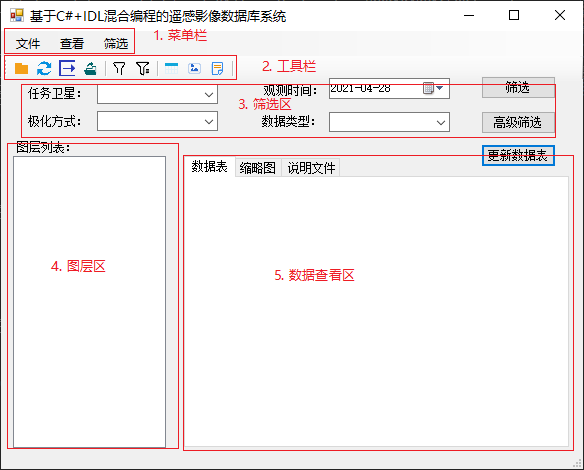 基于C#+IDL混合编程的遥感影像数据库系统
文件 查看 筛选 1. 菜单栏
2. 工具栏
任务卫星： 观测时间： 2021-04-28 筛选
3. 筛选区
极化方式： 数据类型： 高级筛选
图层列表：
更新数据表
数据表 缩略图 说明文件
4. 图层区
5. 数据查看区